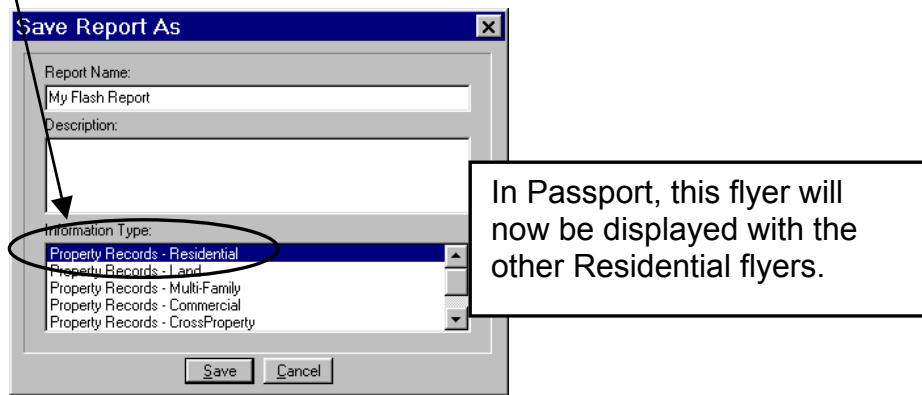 Save Report As
Report Name:
My Flash Report
Description:
Information Type:
Property Records - Residential
Property Records - Land
Property Records - Multi-Family
Property Records - Commercial
Property Records - CrossProperty
Save Cancel
In Passport, this flyer will
now be displayed with the
other Residential flyers.